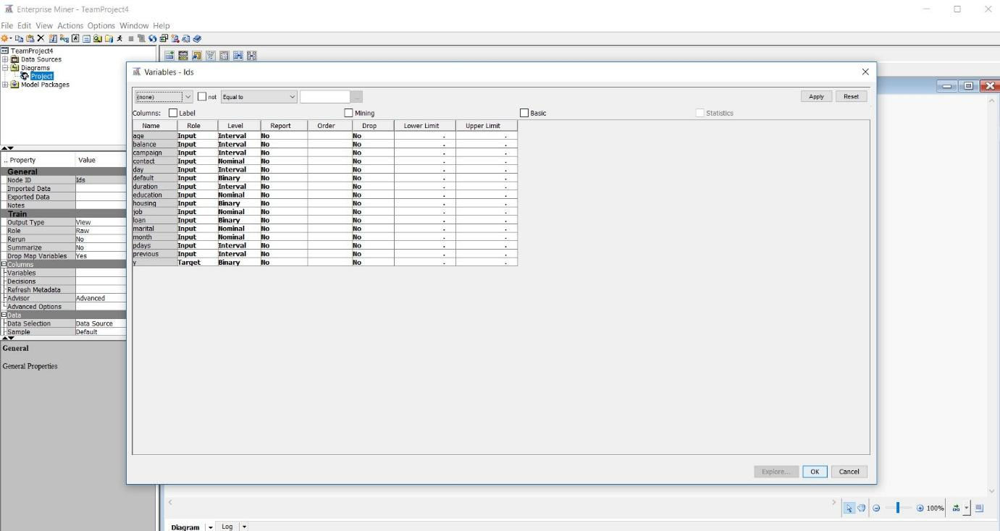 Enterprise Miner - TeamProject4
File Edit View Actions Options Window Help
TeamProject4
Data Sources
Diagrams
Project
Model Packages
.. Property Value
General
Node ID Ids
Imported Data
Exported Data
Notes
Train
Output Type View
Role Raw
Rerun No
Summarize No
Drop Map Variables Yes
Columns
Variables
Decisions
Refresh Metadata
Advisor Advanced
Advanced Options
Data
Data Selection Data Source
Sample Default
General
General Properties
Variables - Ids
(none) not Equal to ... Apply Reset
Columns: Label Mining Basic Statistics
Name Role Level Report Order Drop Lower Limit Upper Limit
age Input Interval No No . .
balance Input Interval No No . .
campaign Input Interval No No . .
contact Input Nominal No No . .
day Input Interval No No . .
default Input Binary No No . .
duration Input Interval No No . .
education Input Nominal No No . .
housing Input Binary No No . .
job Input Nominal No No . .
loan Input Binary No No . .
marital Input Nominal No No . .
month Input Nominal No No . .
pdays Input Interval No No . .
previous Input Interval No No . .
y Target Binary No No . .
Explore... OK Cancel
100%
Diagram Log